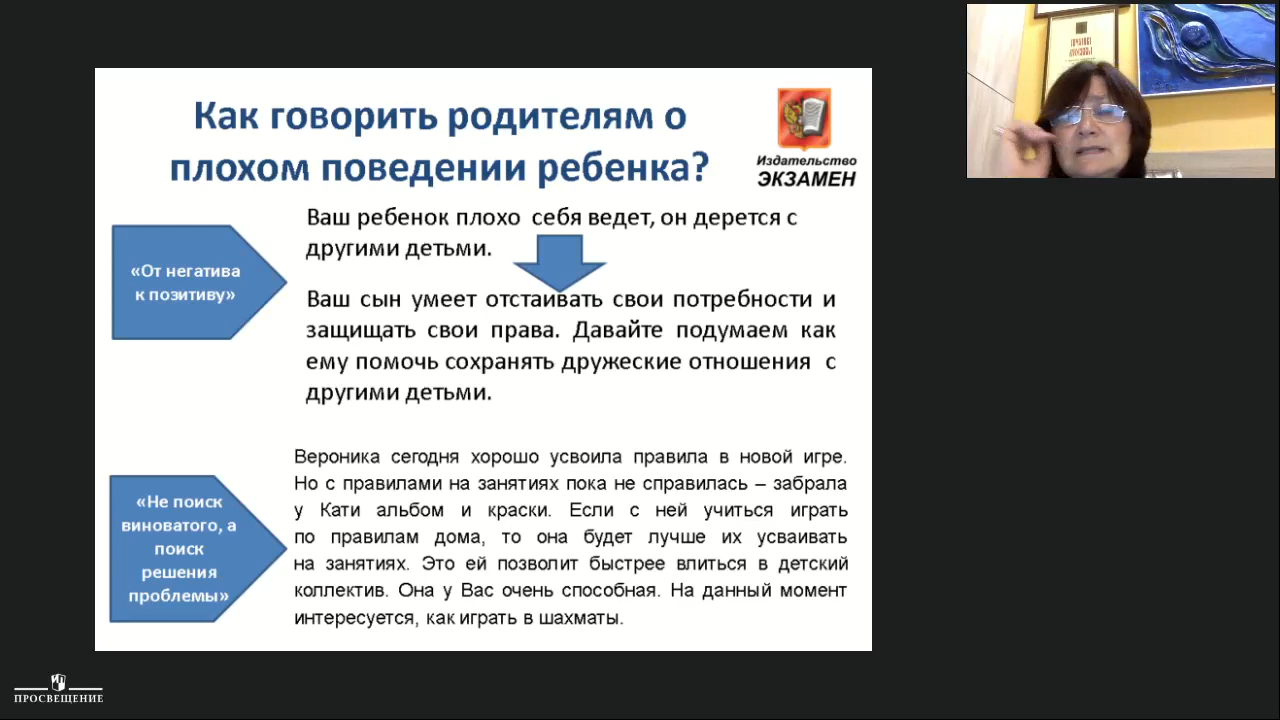 Как говорить родителям о
плохом поведении ребенка?
Издательство
ЭКЗАМЕН
«От негатива
к позитиву»
Ваш ребенок плохо себя ведет, он дерется с
другими детьми.
Ваш сын умеет отстаивать свои потребности и
защищать свои права. Давайте подумаем как
ему помочь сохранять дружеские отношения с
другими детьми.
«Не поиск
виноватого, а
поиск
решения
проблемы»
Вероника сегодня хорошо усвоила правила в новой игре.
Но с правилами на занятиях пока не справилась – забрала
у Кати альбом и краски. Если с ней учиться играть
по правилам дома, то она будет лучше их усваивать
на занятиях. Это ей позволит быстрее влиться в детский
коллектив. Она у Вас очень способная. На данный момент
интересуется, как играть в шахматы.
ПРОСВЕЩЕНИЕ